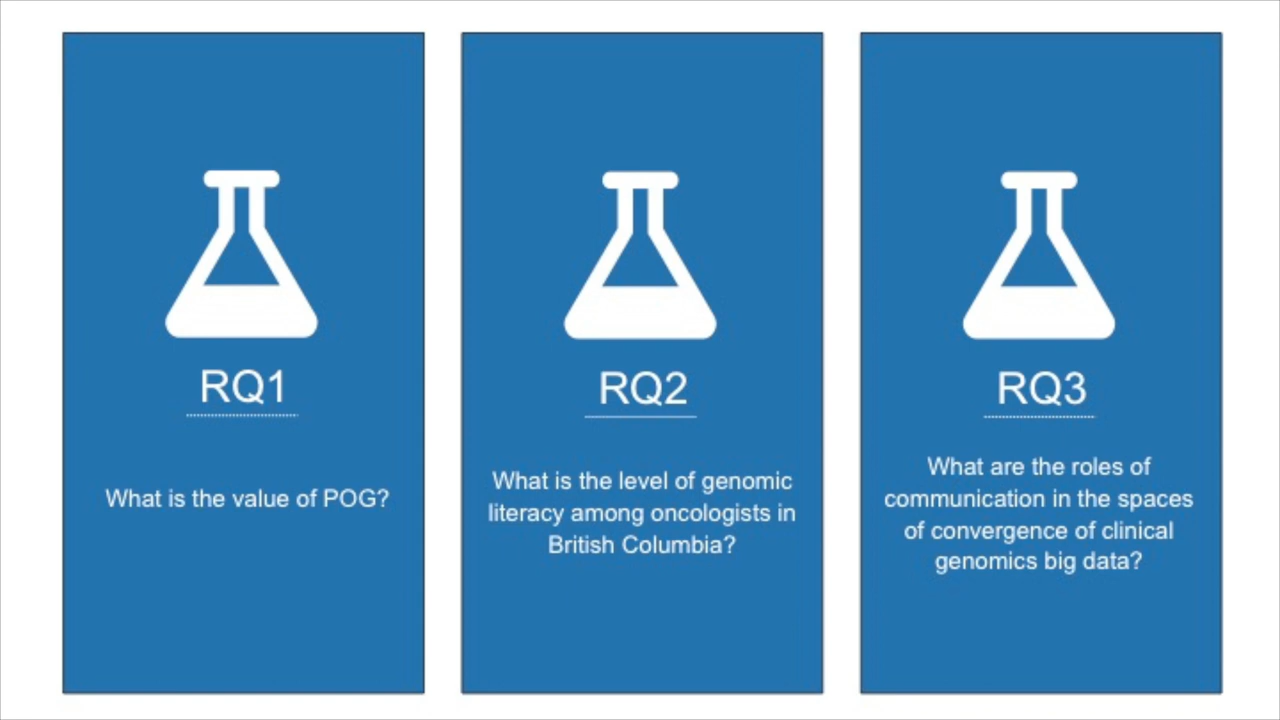 RQ1
What is the value of POG?
RQ2
What is the level of genomic
literacy among oncologists in
British Columbia?
RQ3
What are the roles of
communication in the spaces
of convergence of clinical
genomics big data?